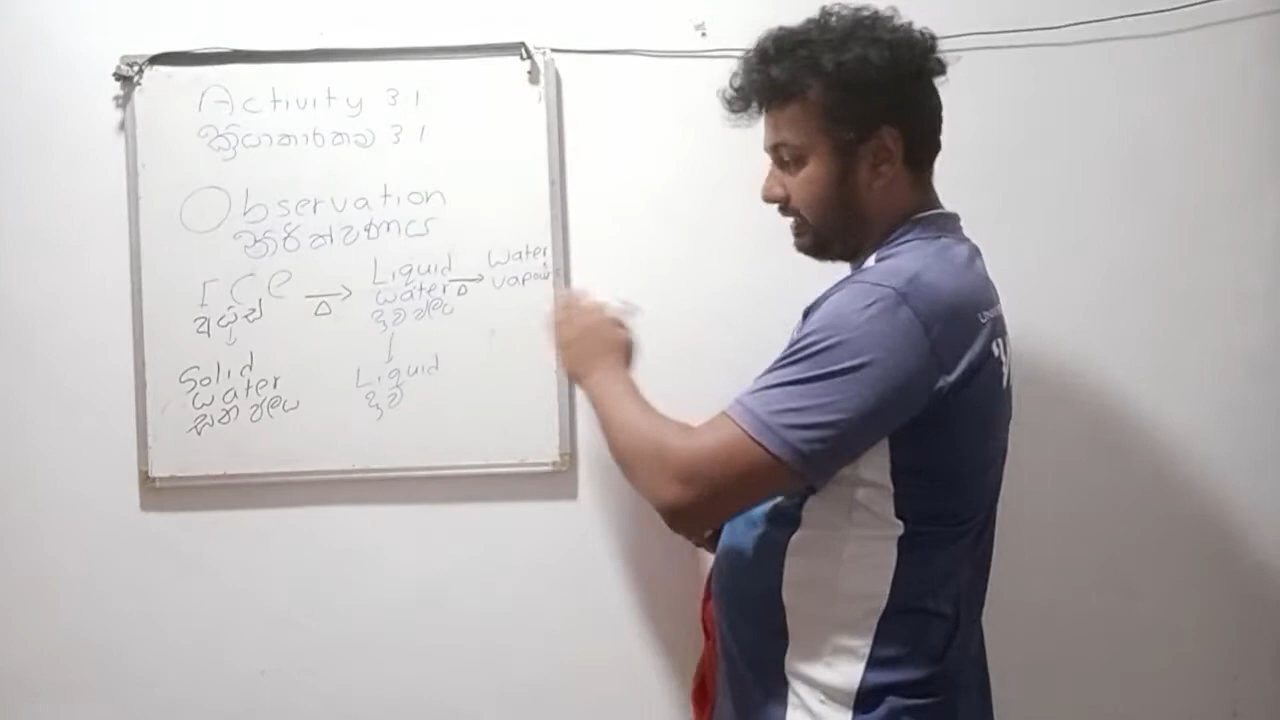 Activity 3 1
ක්‍රියාකාරකම 3 1
Observation
නිරීක්ෂණය
Ice → Liquid → Water
Δ water Δ vapour
අයිස් ද්‍රව ජලය
Solid
water
ඝන ජලය
Liquid
ද්‍රව